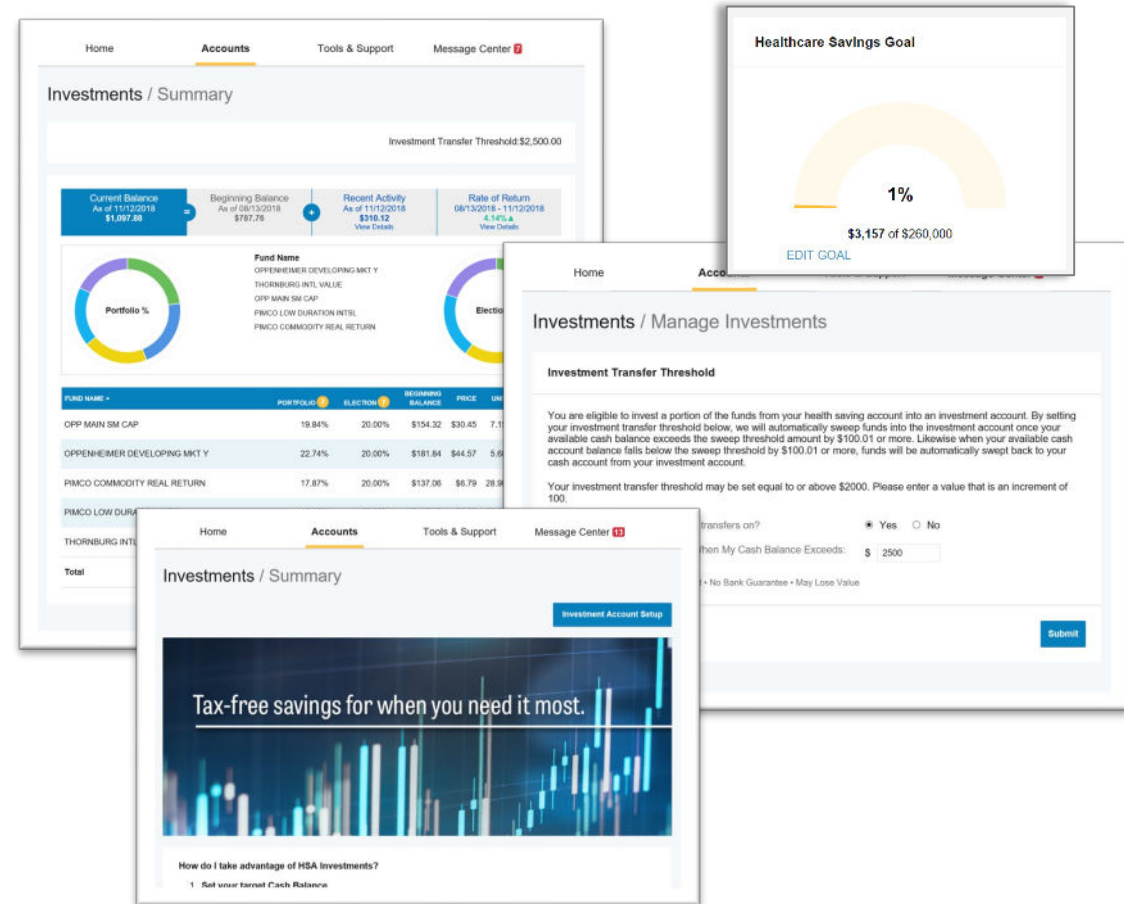 Home Accounts Tools & Support Message Center 7
Investments / Summary
Investment Transfer Threshold:$2,500.00
Current Balance
As of 11/12/2018
$1,097.88
=
Beginning Balance
As of 08/13/2018
$787.76
+
Recent Activity
As of 11/12/2018
$310.12
View Details
Rate of Return
08/13/2018 - 11/12/2018
4.14%▲
View Details
Portfolio %
Fund Name
OPPENHEIMER DEVELOPING MKT Y
THORNBURG INTL VALUE
OPP MAIN SM CAP
PIMCO LOW DURATION INTSL
PIMCO COMMODITY REAL RETURN
FUND NAME PORTFOLIO ? ELECTION ? BEGINNING BALANCE PRICE
OPP MAIN SM CAP 19.84% 20.00% $154.32 $30.45
OPPENHEIMER DEVELOPING MKT Y 22.74% 20.00% $181.84 $44.57
PIMCO COMMODITY REAL RETURN 17.87% 20.00% $137.06 $6.79
PIMCO LOW
THORNBURG
Total
Healthcare Savings Goal
1%
$3,157 of $260,000
EDIT GOAL
Home
Investments / Manage Investments
Investment Transfer Threshold
You are eligible to invest a portion of the funds from your health saving account into an investment account. By setting
your investment transfer threshold below, we will automatically sweep funds into the investment account once your
available cash balance exceeds the sweep threshold amount by $100.01 or more. Likewise when your available cash
account balance falls below the sweep threshold by $100.01 or more, funds will be automatically swept back to your
cash account from your investment account.
Your investment transfer threshold may be set equal to or above $2000. Please enter a value that is an increment of
100.
transfers on? Yes No
When My Cash Balance Exceeds: $ 2500
• No Bank Guarantee • May Lose Value
Submit
Home Accounts Tools & Support Message Center 13
Investments / Summary
Investment Account Setup
Tax-free savings for when you need it most.
How do I take advantage of HSA Investments?
1. Set your target Cash Balance